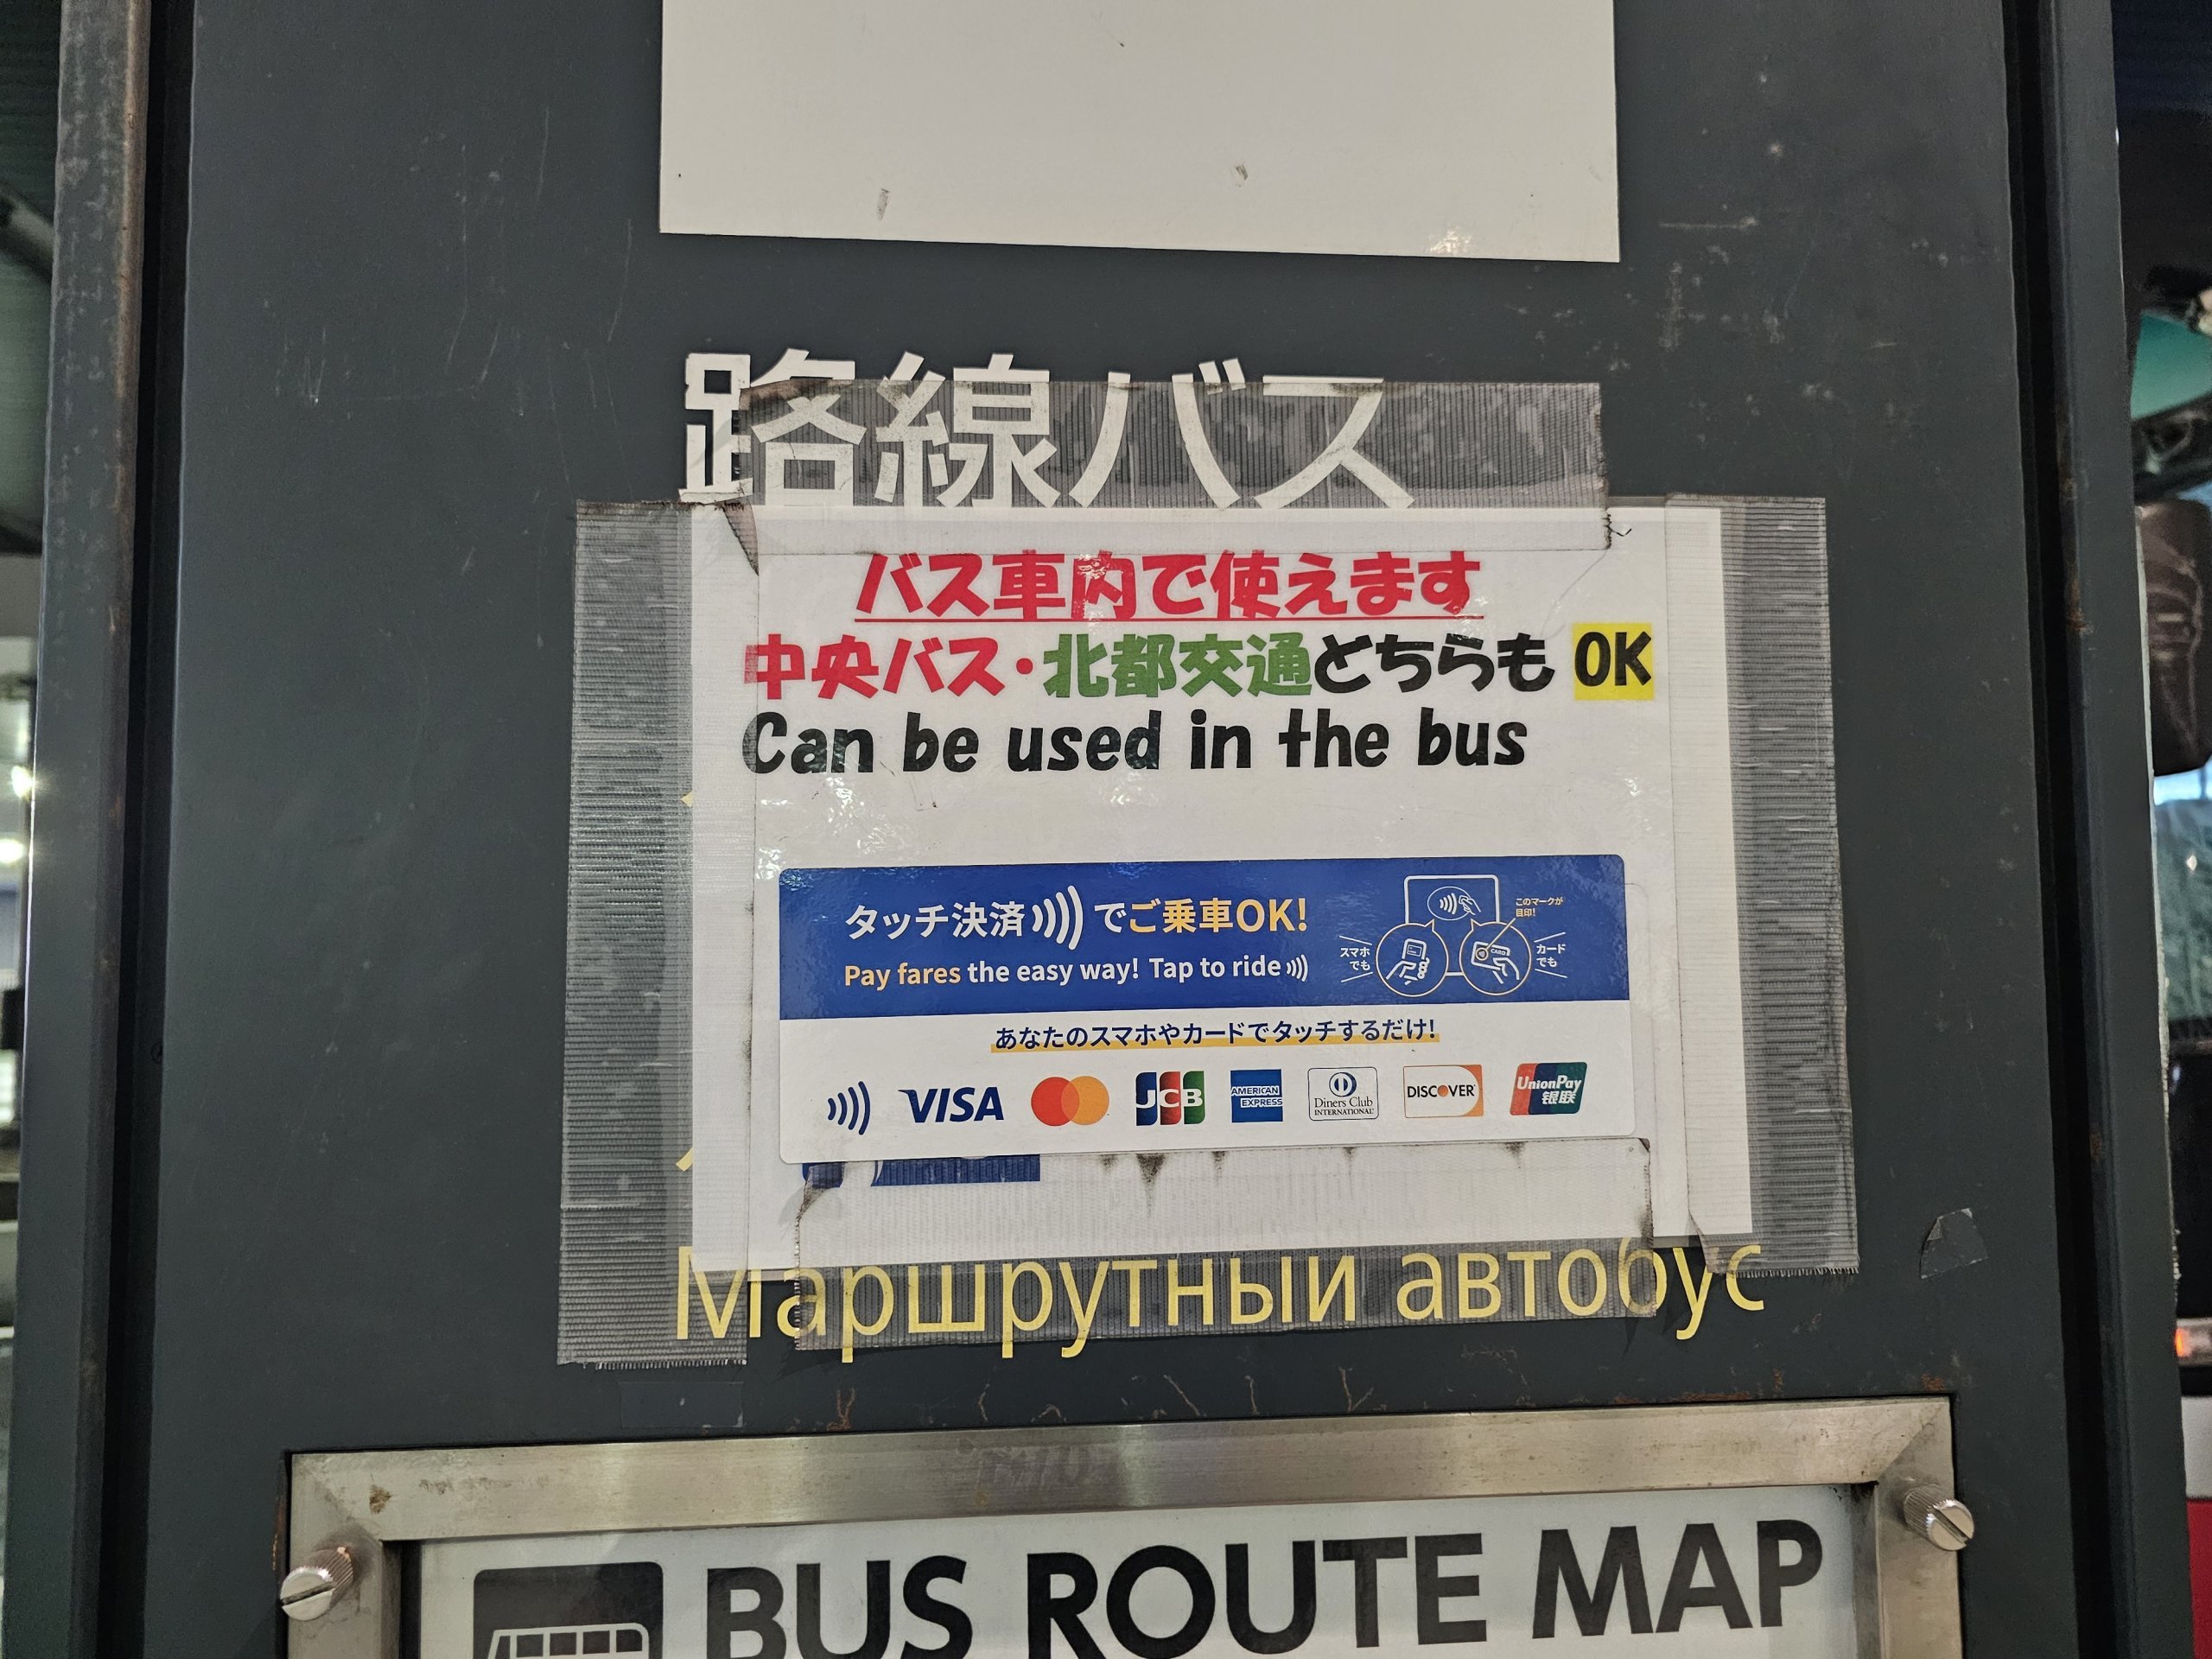 路線バス
バス車内で使えます
中央バス・北都交通どちらも OK
Can be used in the bus
タッチ決済 でご乗車OK!
Pay fares the easy way! Tap to ride
このマークが
目印!
スマホ
でも
CARD
カード
でも
あなたのスマホやカードでタッチするだけ!
VISA
JCB
AMERICAN
EXPRESS
Diners Club
INTERNATIONAL
DISCOVER
UnionPay
银联
Маршрутный автобус
BUS ROUTE MAP